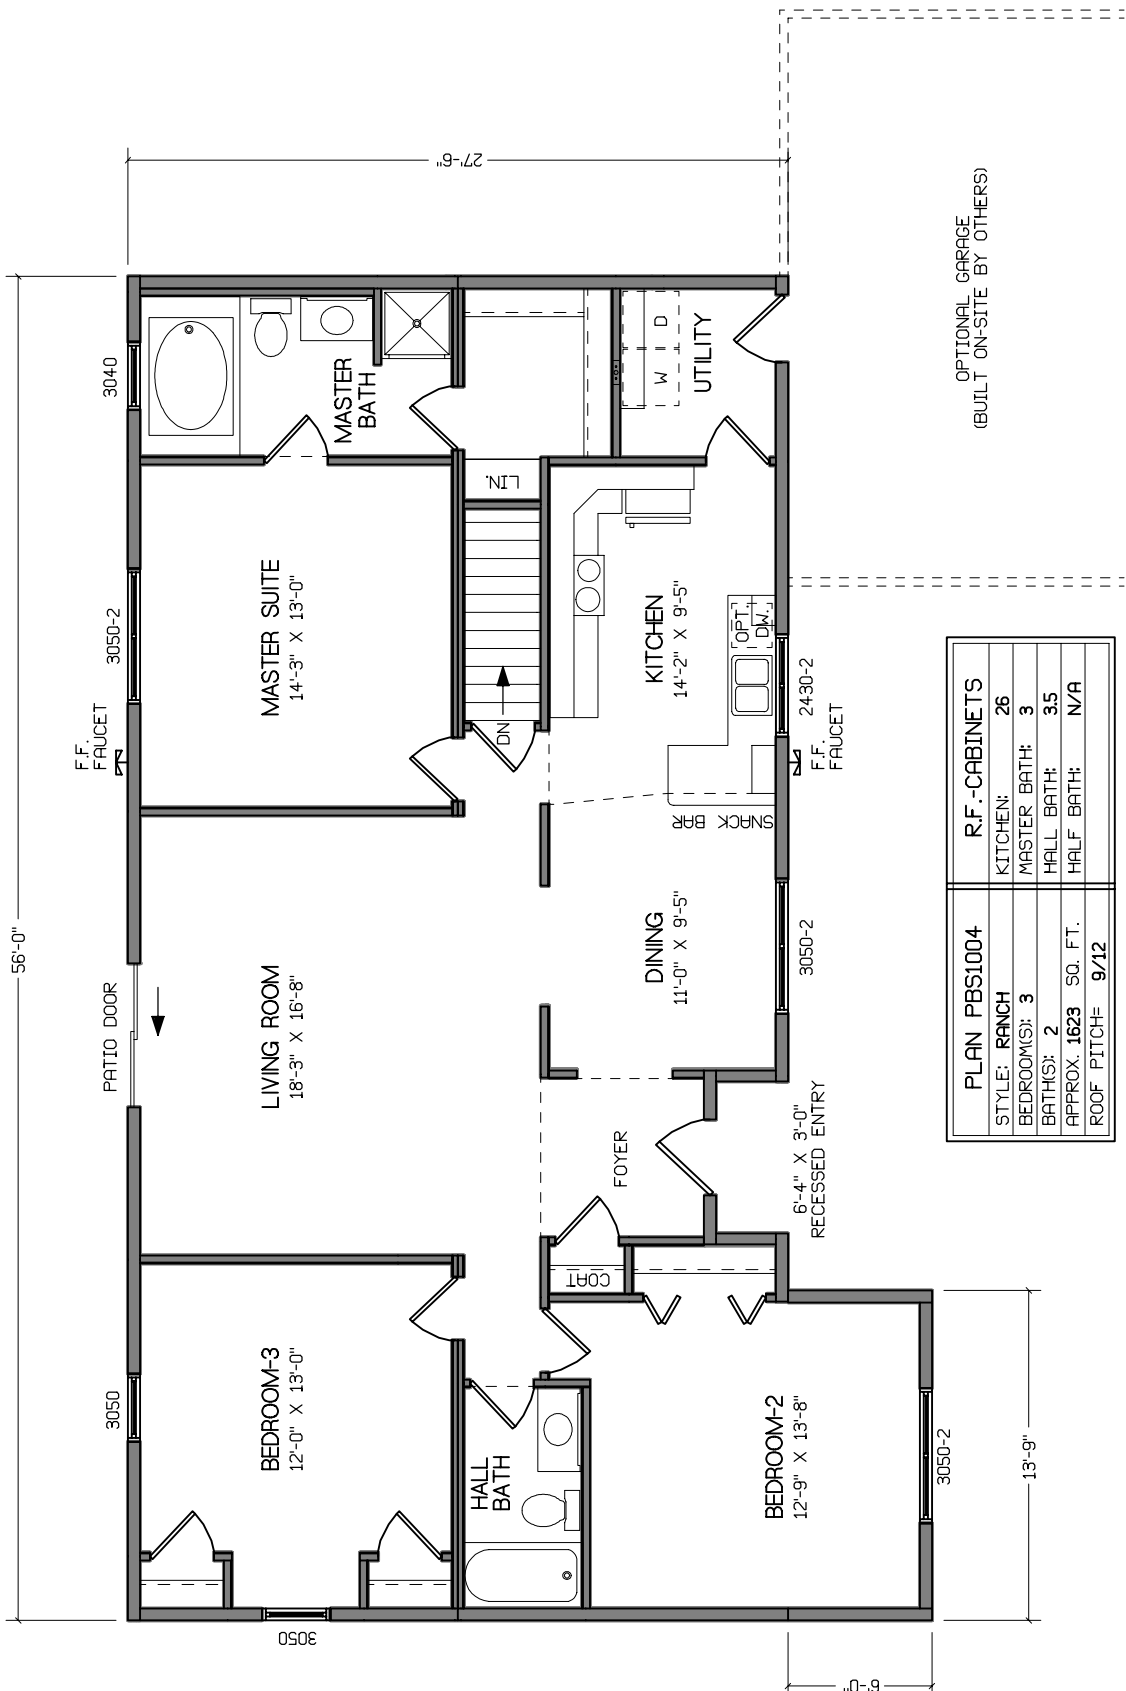 56'-0"
27'-6"
3040
3050-2
F.F.
FAUCET
PATIO DOOR
3050
MASTER
BATH
MASTER SUITE
14'-3" X 13'-0"
LIVING ROOM
18'-3" X 16'-8"
BEDROOM-3
12'-0" X 13'-0"
3050
LIN.
DN
HALL
BATH
W
D
UTILITY
KITCHEN
14'-2" X 9'-5"
OPT.
DW.
SNACK BAR
DINING
11'-0" X 9'-5"
FOYER
COAT
BEDROOM-2
12'-9" X 13'-8"
2430-2
F.F.
FAUCET
3050-2
6'-4" X 3'-0"
RECESSED ENTRY
3050-2
13'-9"
6'-0"
OPTIONAL GARAGE
(BUILT ON-SITE BY OTHERS)
PLAN PBS1004
STYLE: RANCH
BEDROOM(S): 3
BATH(S): 2
APPROX. 1623 SQ. FT.
ROOF PITCH= 9/12
R.F.-CABINETS
KITCHEN: 26
MASTER BATH: 3
HALL BATH: 3.5
HALF BATH: N/A